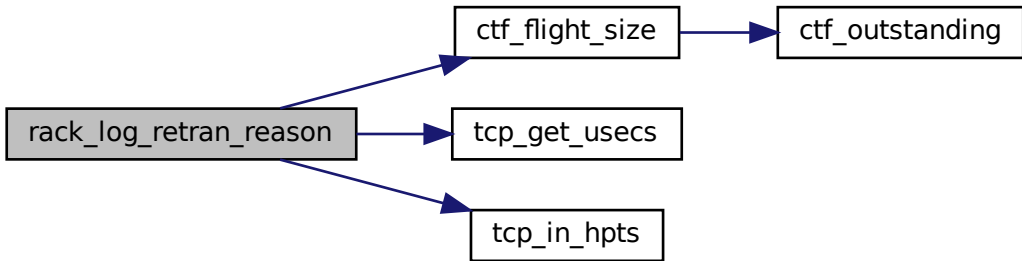 ctf_flight_size
ctf_outstanding
rack_log_retran_reason
tcp_get_usecs
tcp_in_hpts